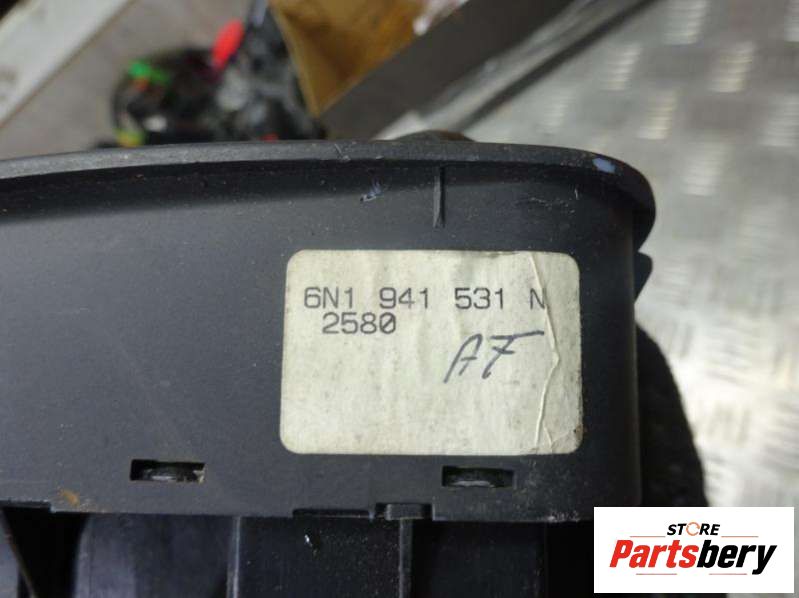 6N1 941 531 N
2580
AF
STORE
Partsbery